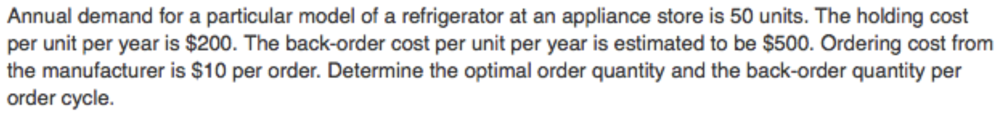 Annual demand for a particular model of a refrigerator at an appliance store is 50 units. The holding cost
per unit per year is $200. The back-order cost per unit per year is estimated to be $500. Ordering cost from
the manufacturer is $10 per order. Determine the optimal order quantity and the back-order quantity per
order cycle.